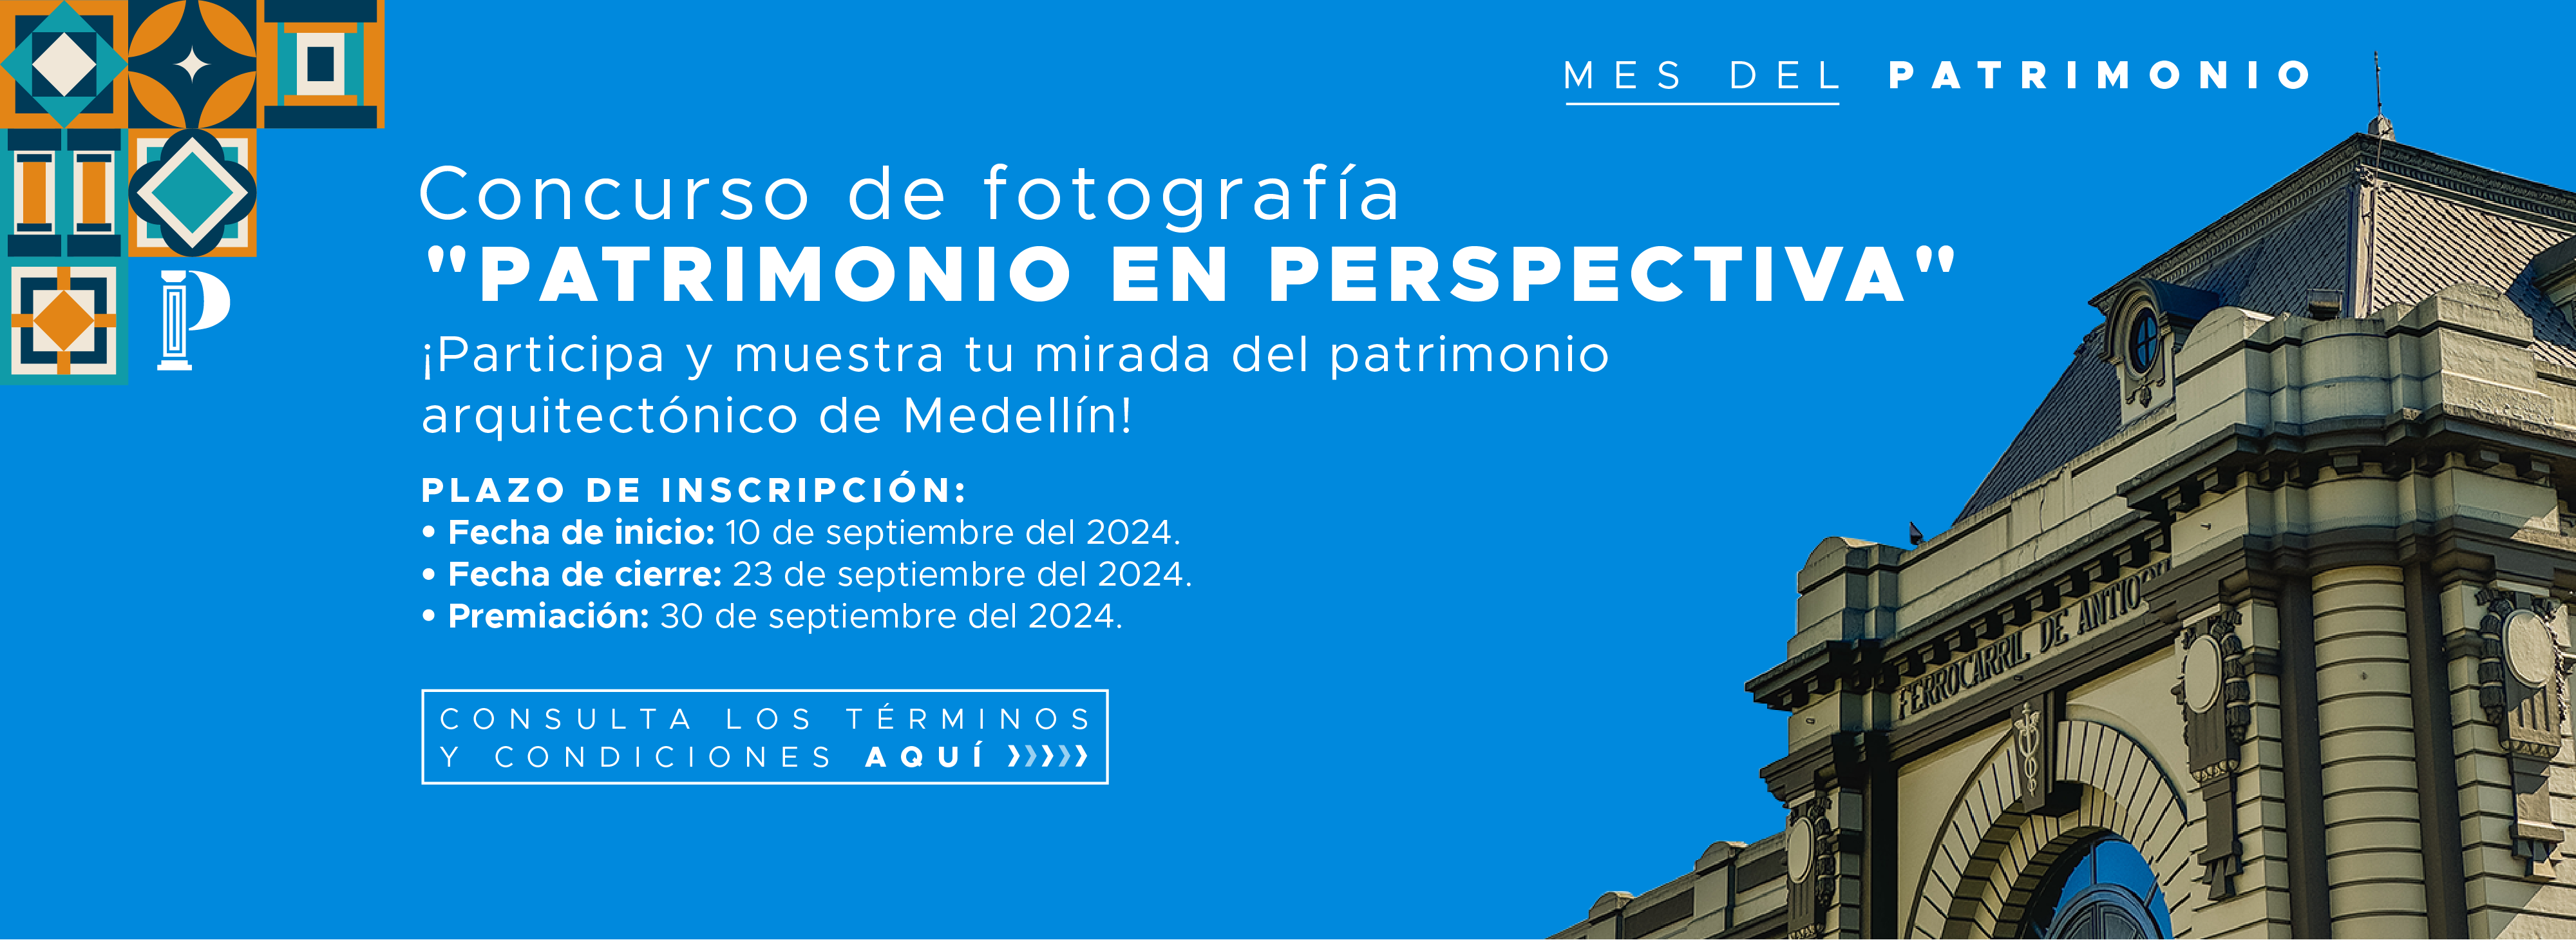 MES DEL PATRIMONIO
Concurso de fotografía
"PATRIMONIO EN PERSPECTIVA"
¡Participa y muestra tu mirada del patrimonio
arquitectónico de Medellín!
PLAZO DE INSCRIPCIÓN:
• Fecha de inicio: 10 de septiembre del 2024.
• Fecha de cierre: 23 de septiembre del 2024.
• Premiación: 30 de septiembre del 2024.
CONSULTA LOS TÉRMINOS
Y CONDICIONES AQUÍ
P
FERROCARRIL DE